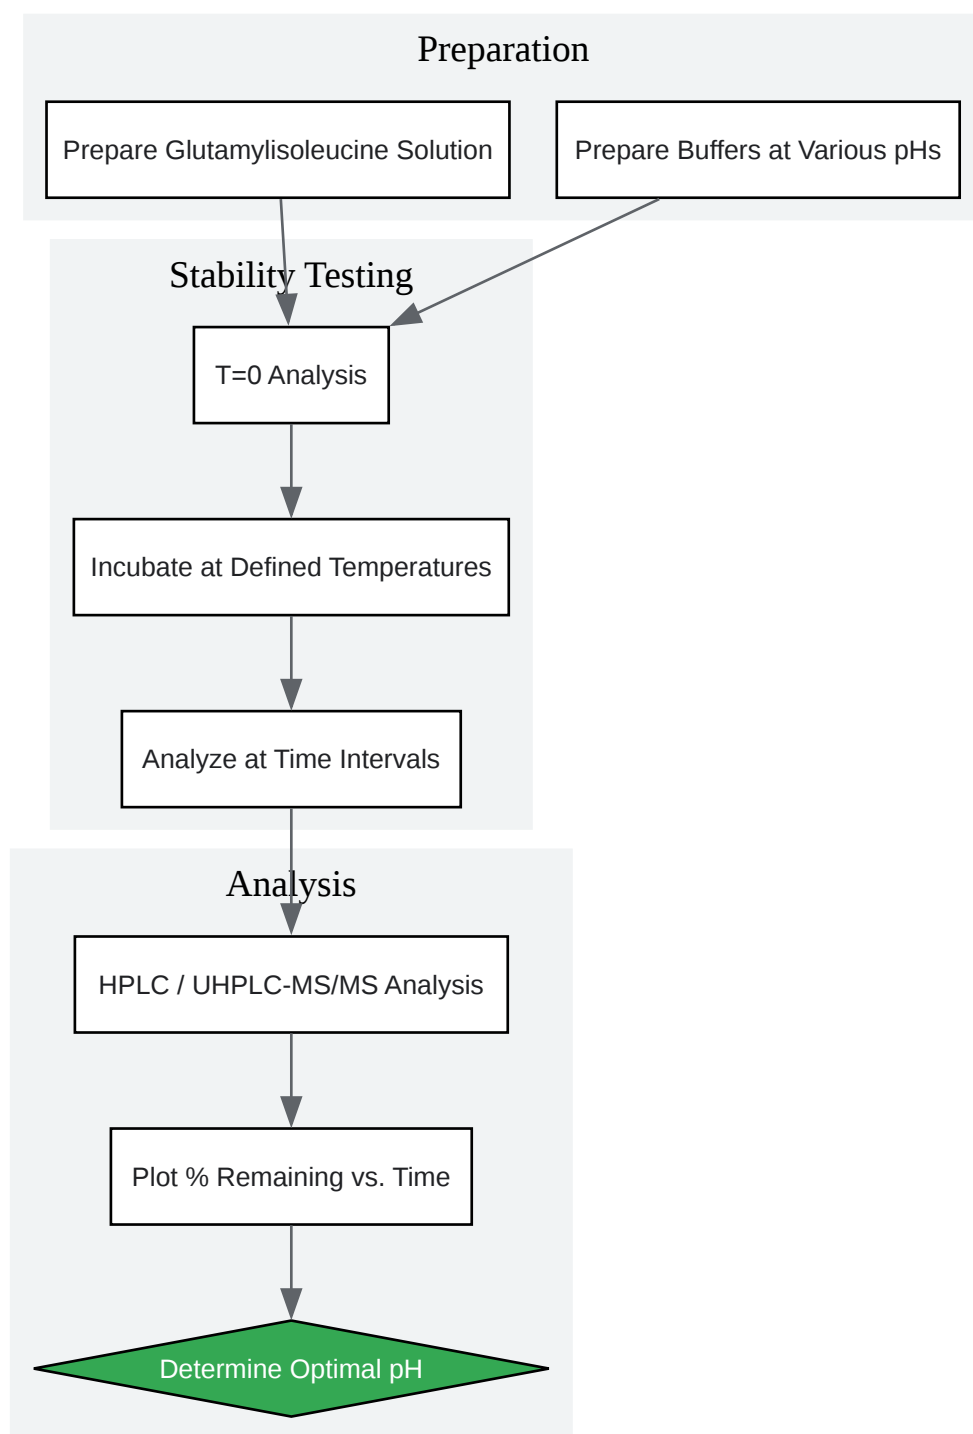 Preparation
Prepare Glutamylisoleucine Solution
Prepare Buffers at Various pHs
Stability Testing
T=0 Analysis
Incubate at Defined Temperatures
Analyze at Time Intervals
Analysis
HPLC / UHPLC-MS/MS Analysis
Plot % Remaining vs. Time
Determine Optimal pH